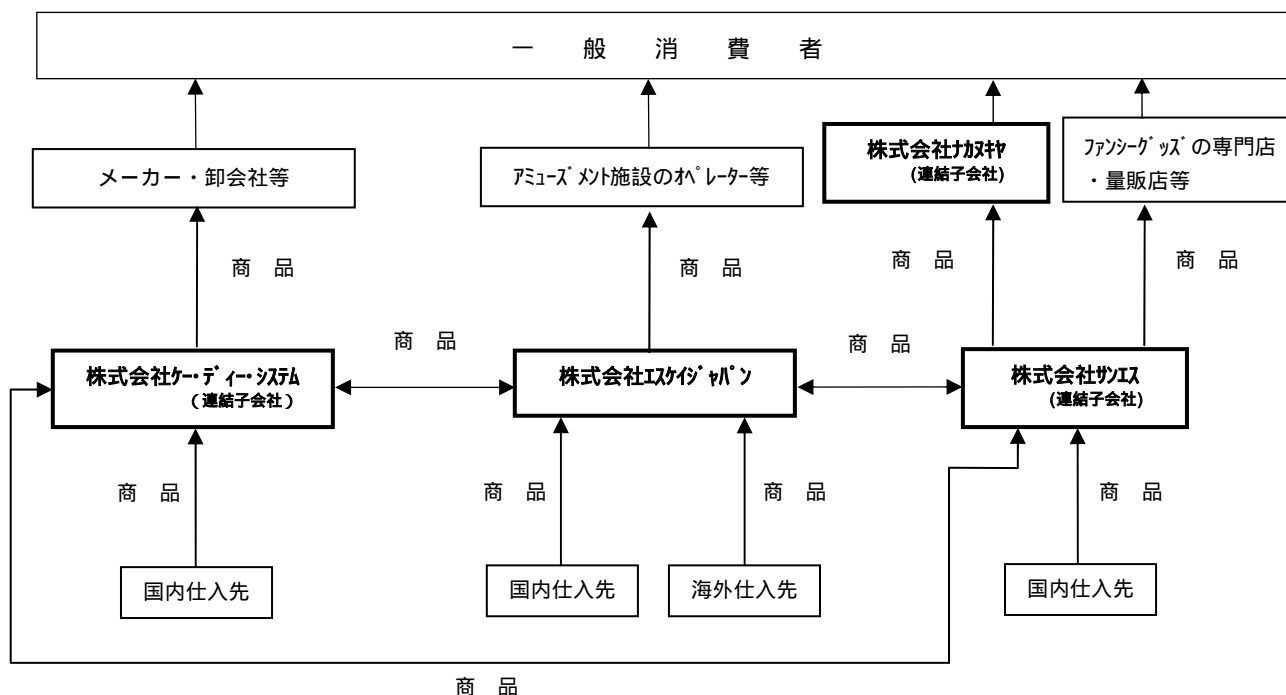 一 般 消 費 者
メーカー・卸会社等
ｱﾐｭｰｽﾞﾒﾝﾄ施設のｵﾍﾟﾚｰﾀｰ等
株式会社ﾅｶﾇｷﾔ
(連結子会社)
ﾌｧﾝｼｰｸﾞｯｽﾞの専門店
・量販店等
商 品
商 品
商 品
商 品
商 品
商 品
株式会社ｹｰ･ﾃﾞｨｰ･ｼｽﾃﾑ
(連結子会社)
株式会社ｴｽｹｲｼﾞｬﾊﾟﾝ
株式会社ｻﾝｴｽ
(連結子会社)
商 品
商 品
商 品
商 品
国内仕入先
国内仕入先
海外仕入先
国内仕入先
商 品